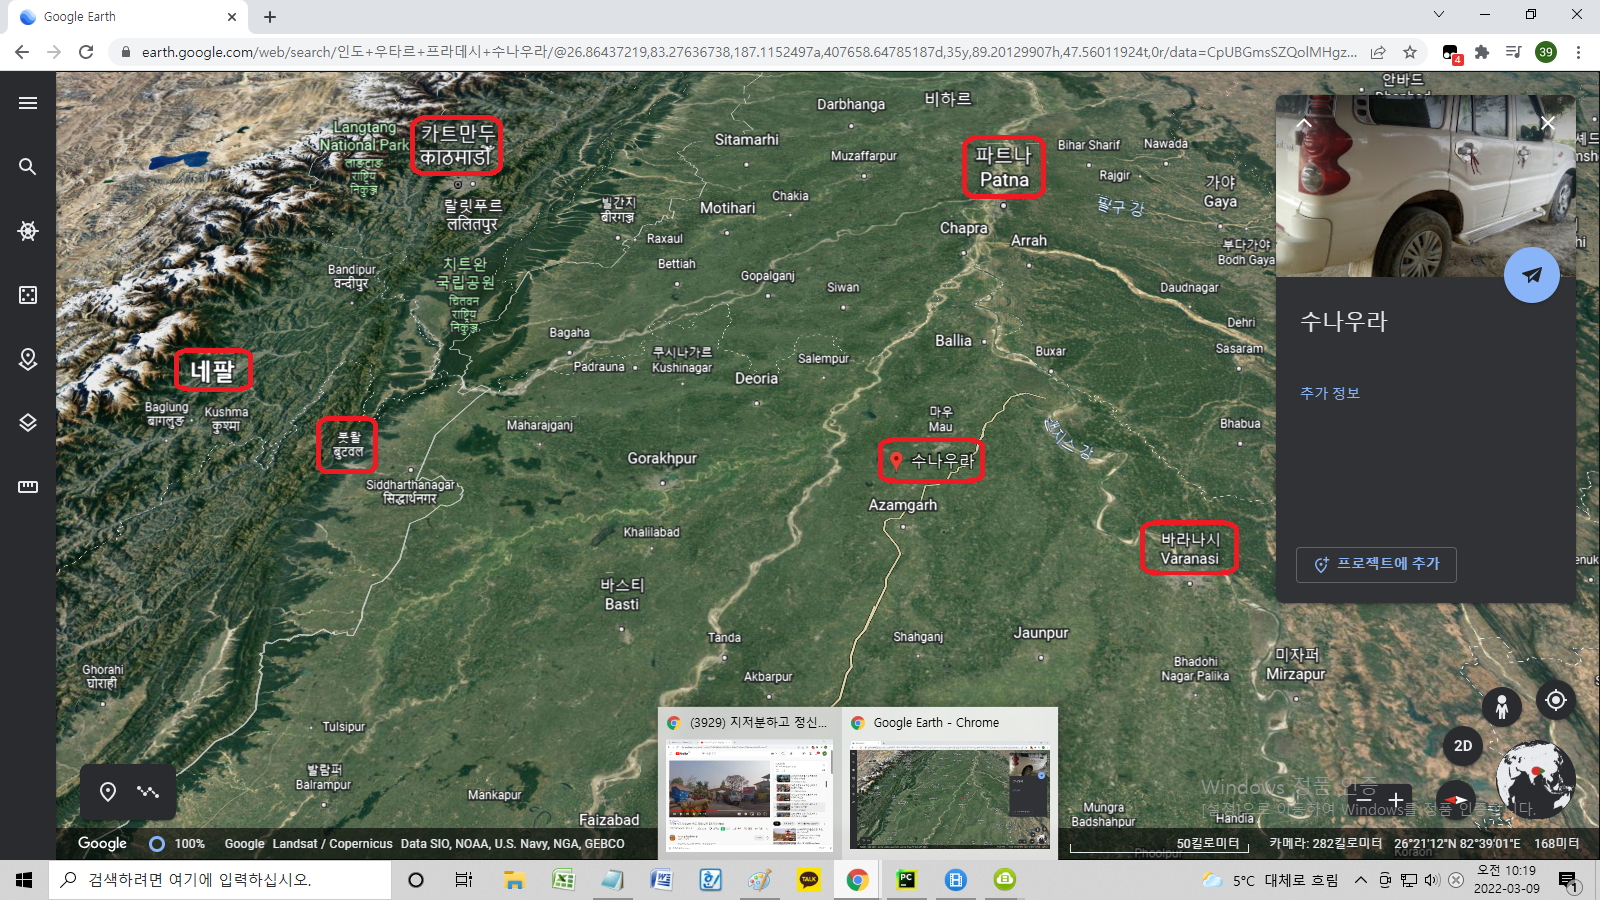 Google Earth
earth.google.com/web/search/인도+우타르+프라데시+수나우라/@26.86437219,83.27636738,187.1152497a,407658.64785187d,35y,89.20129907h,47.56011924t,0r/data=CpUBGmsSZQolMHgz...
4
39
안바드
Darbhanga
비하르
Langtang
National Park
लाङटाङ
राष्ट्रिय
निकुञ्ज
카트만두
काठमाडौँ
Sitamarhi
Muzaffarpur
파트나
Patna
Bihar Sharif
Nawada
Rajgir
가야
Gaya
팔구 강
랄릿푸르
ललितपुर
빌간지
बीरगञ्ज
Motihari
Chakia
Raxaul
Chapra
Arrah
부다가야
Bodh Gaya
Bandipur
वन्दीपुर
치트완
국립공원
चितवन
राष्ट्रिय
निकुञ्ज
Bettiah
Gopalganj
Siwan
Daudnagar
수나우라
Bagaha
Dehri
Ballia
Buxar
Sasaram
네팔
Padrauna
쿠시나가르
Kushinagar
Salempur
Deoria
추가 정보
Baglung
बागलुङ
Kushma
कुश्मा
마우
Mau
Maharajganj
갠지스 강
Bhabua
붓왈
बुटवल
Gorakhpur
수나우라
Siddharthanagar
सिद्धार्थनगर
Azamgarh
Khalilabad
바라나시
Varanasi
프로젝트에 추가
바스티
Basti
Tanda
Shahganj
Jaunpur
Ghorahi
घोराही
Akbarpur
Bhadohi
Nagar Palika
미자퍼
Mirzapur
Tulsipur
(3929) 지저분하고 정신...
Google Earth - Chrome
2D
발람퍼
Balrampur
Mankapur
Faizabad
Windows 정품 인증
[설정]으로 이동하여 Windows를 정품 인증합니다.
Mungra
Badshahpur
Handia
Phoolpur
Koraon
Google
100%
Google Landsat / Copernicus Data SIO, NOAA, U.S. Navy, NGA, GEBCO
50킬로미터
카메라: 282킬로미터 26°21'12"N 82°39'01"E 168미터
검색하려면 여기에 입력하십시오.
TALK
PC
5°C 대체로 흐림
오전 10:19
2022-03-09
1